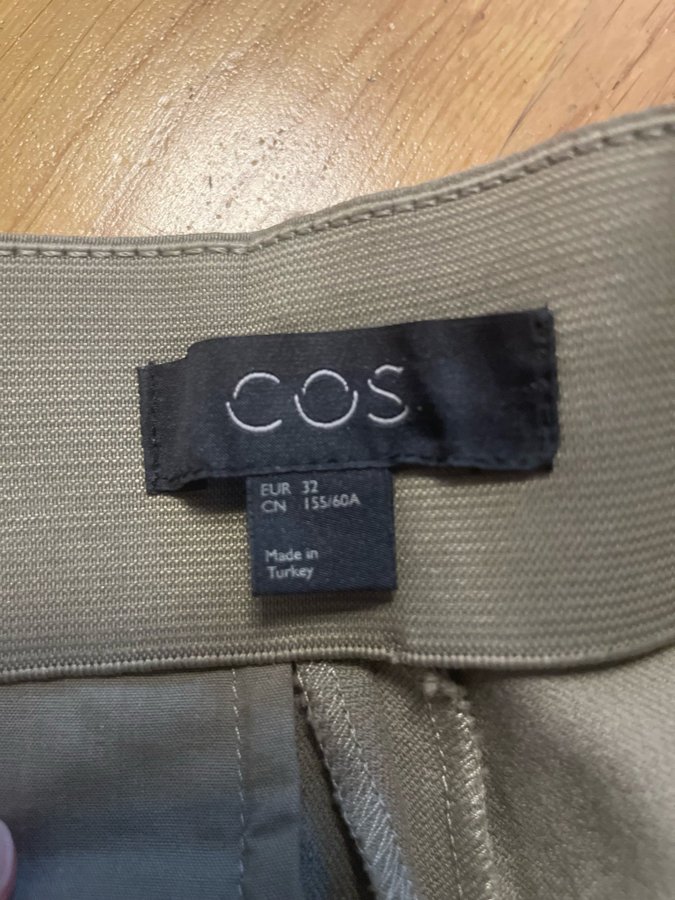 COS
EUR 32
CN 155/60A
Made in
Turkey